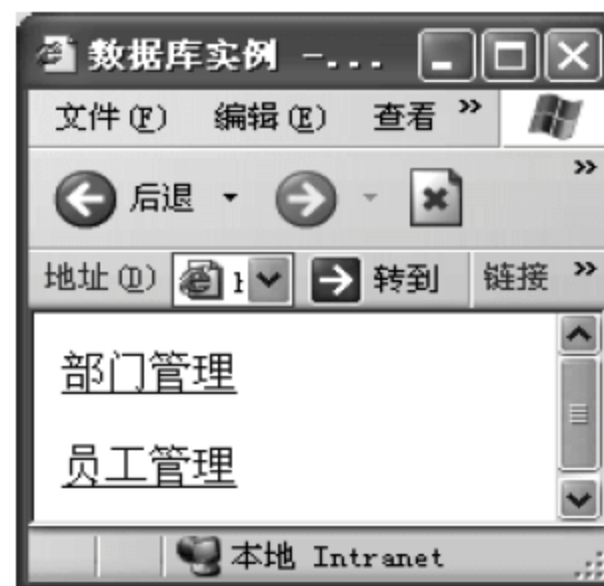 数据库实例 -...
文件(F) 编辑(E) 查看 »
后退 »
地址(D) 转到 链接 »
部门管理
员工管理
本地 Intranet